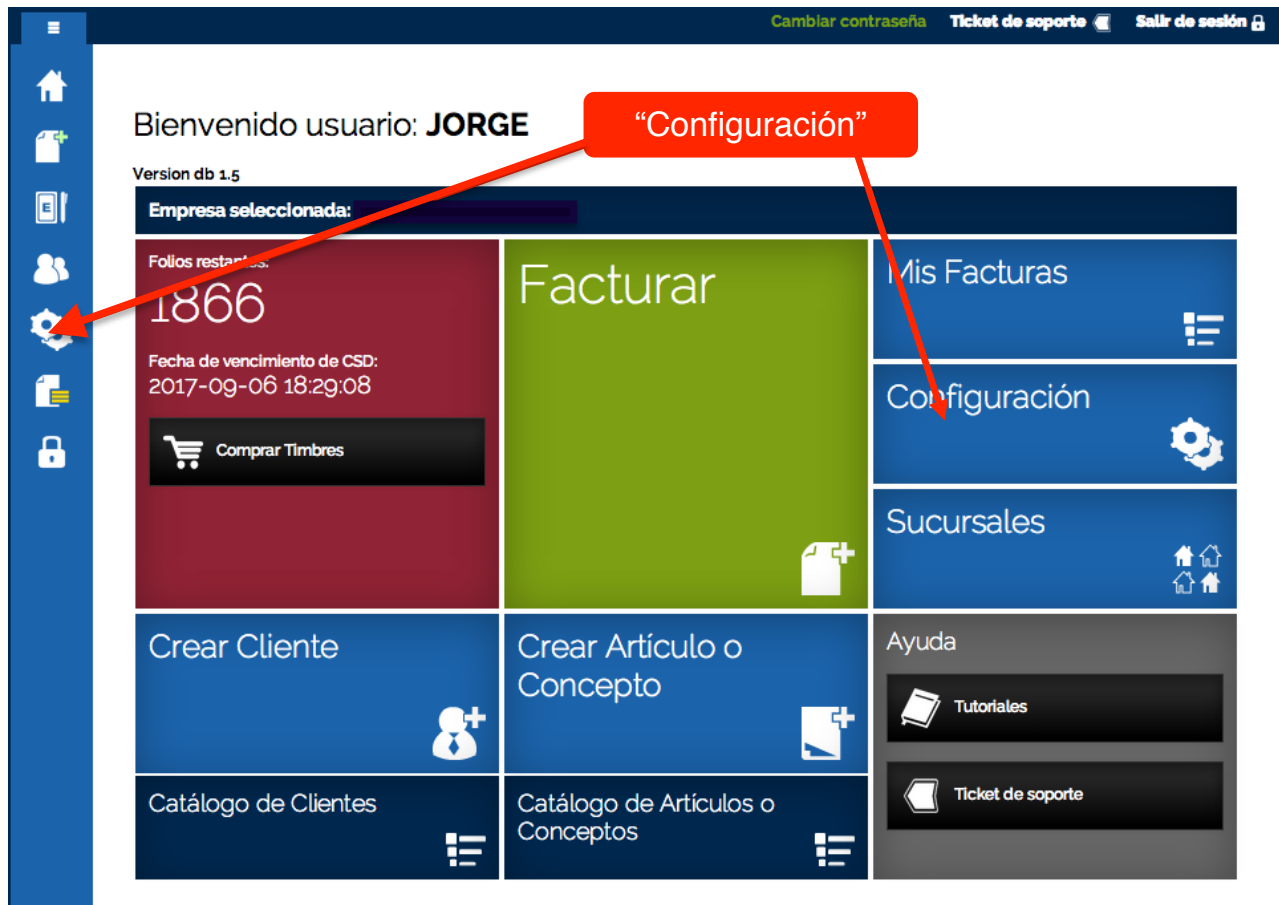 Cambiar contraseña Ticket de soporte Salir de sesión
Bienvenido usuario: JORGE
“Configuración”
Version db 1.5
Empresa seleccionada:
Folios restantes:
1866
Fecha de vencimiento de CSD:
2017-09-06 18:29:08
Comprar Timbres
Facturar
Mis Facturas
Configuración
Sucursales
Crear Cliente
Crear Artículo o
Concepto
Ayuda
Tutoriales
Ticket de soporte
Catálogo de Clientes
Catálogo de Artículos o
Conceptos
E